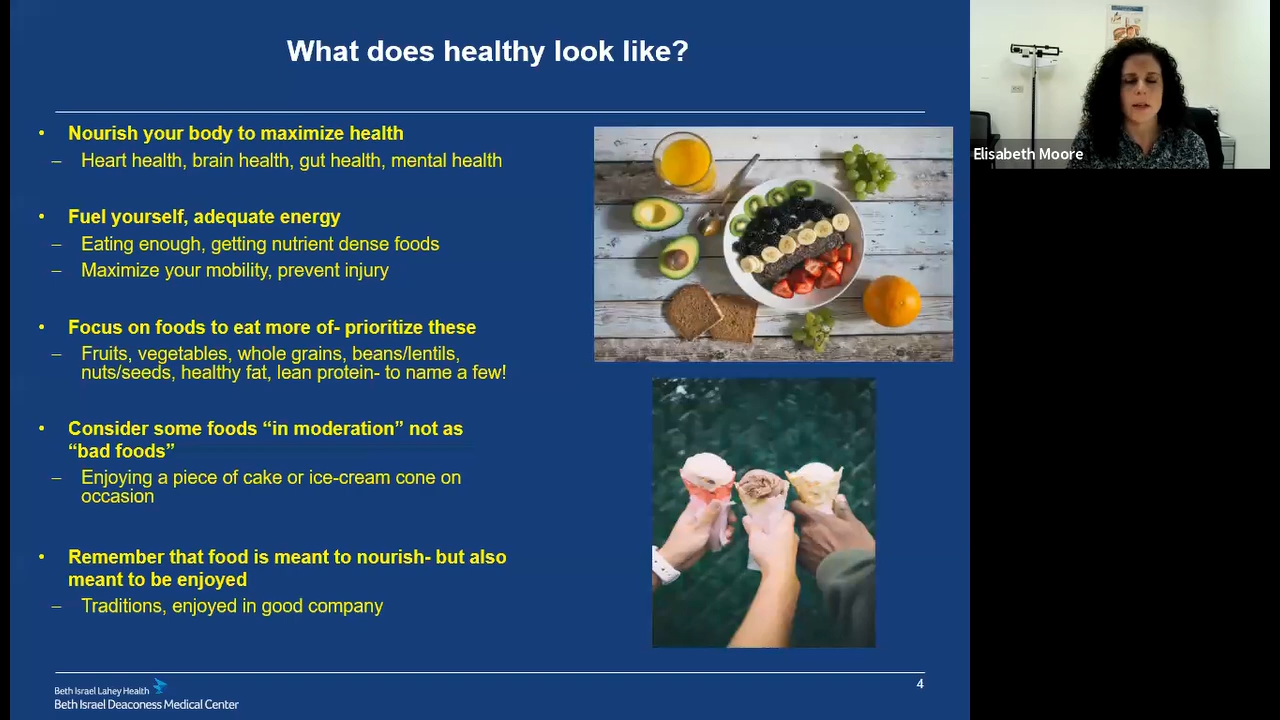 What does healthy look like?
• Nourish your body to maximize health
– Heart health, brain health, gut health, mental health
• Fuel yourself, adequate energy
– Eating enough, getting nutrient dense foods
– Maximize your mobility, prevent injury
• Focus on foods to eat more of- prioritize these
– Fruits, vegetables, whole grains, beans/lentils,
nuts/seeds, healthy fat, lean protein- to name a few!
• Consider some foods “in moderation” not as
“bad foods”
– Enjoying a piece of cake or ice-cream cone on
occasion
• Remember that food is meant to nourish- but also
meant to be enjoyed
– Traditions, enjoyed in good company
Beth Israel Lahey Health
Beth Israel Deaconess Medical Center
4
Elisabeth Moore